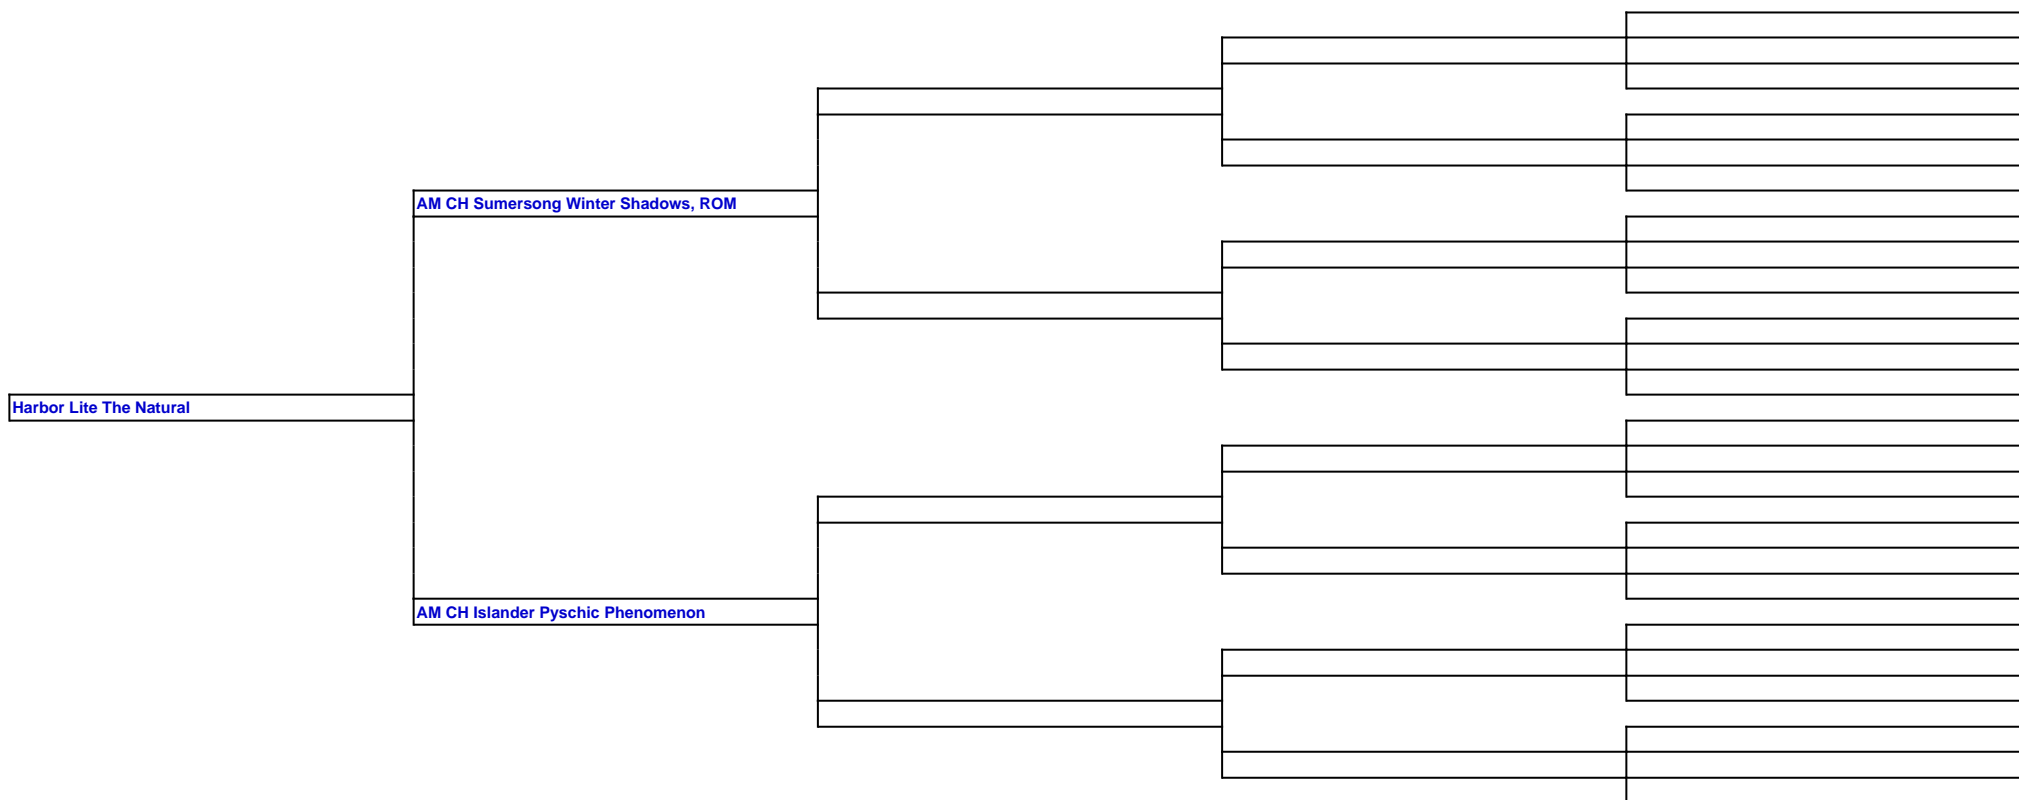 AM CH Sumersong Winter Shadows, ROM
Harbor Lite The Natural
AM CH Islander Pyschic Phenomenon